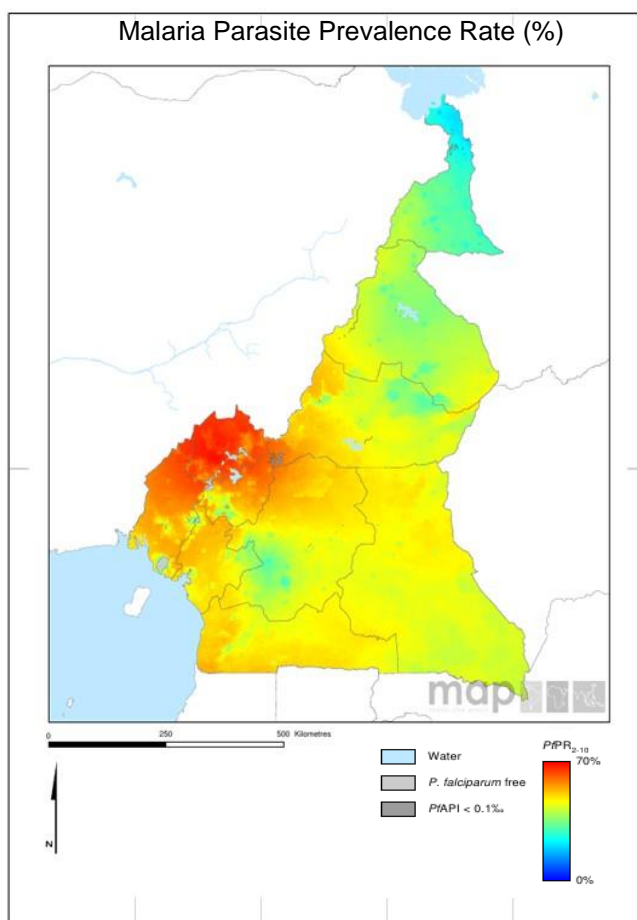 Malaria Parasite Prevalence Rate (%)
map
0 250 500 Kilometres
N
Water
P. falciparum free
PfAPI < 0.1‰
PfPR2-10
70%
0%